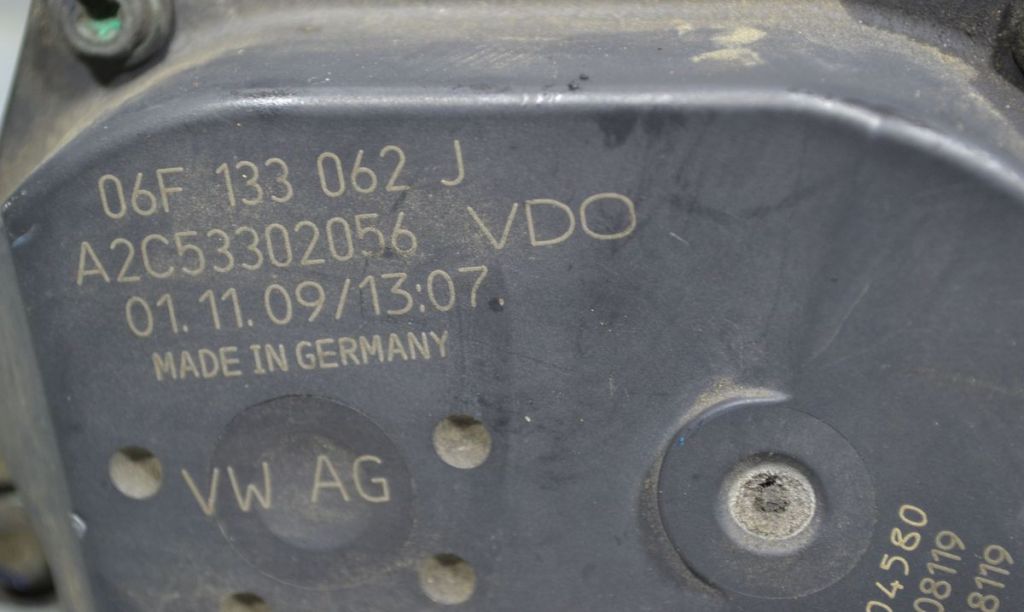 06F 133 062 J
A2C53302056 VDO
01.11.09/13:07.
MADE IN GERMANY
VW AG
04580
08119
8119